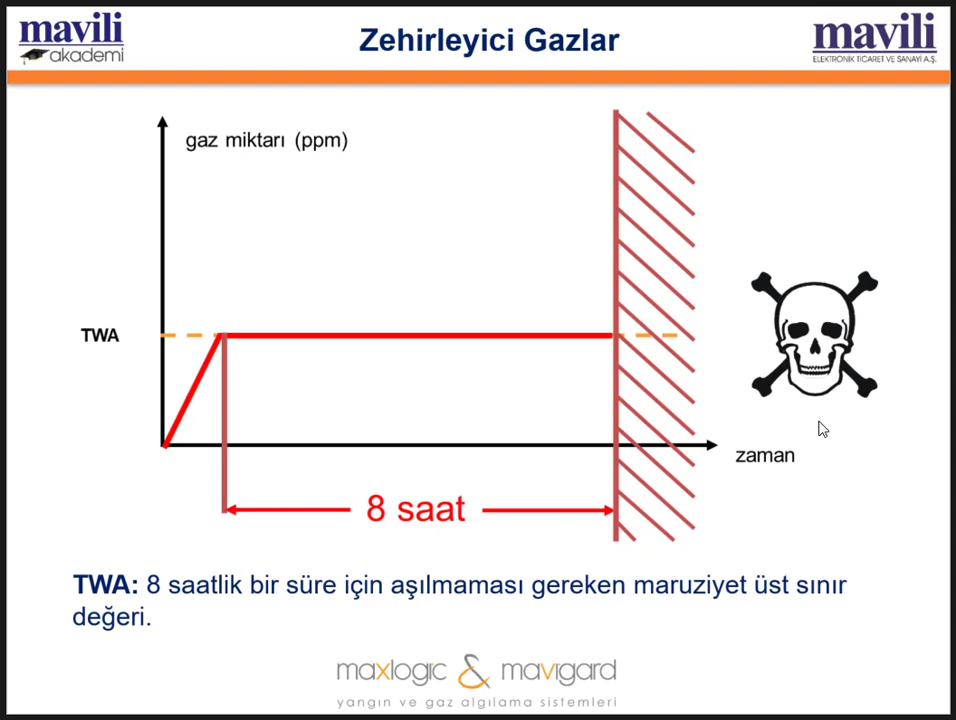 mavili
akademi
Zehirleyici Gazlar
mavili
ELEKTRONİK TİCARET VE SANAYİ A.Ş.
gaz miktarı (ppm)
TWA
zaman
8 saat
TWA: 8 saatlik bir süre için aşılmaması gereken maruziyet üst sınır
değeri.
maxlogic & mavigard
yangın ve gaz algılama sistemleri